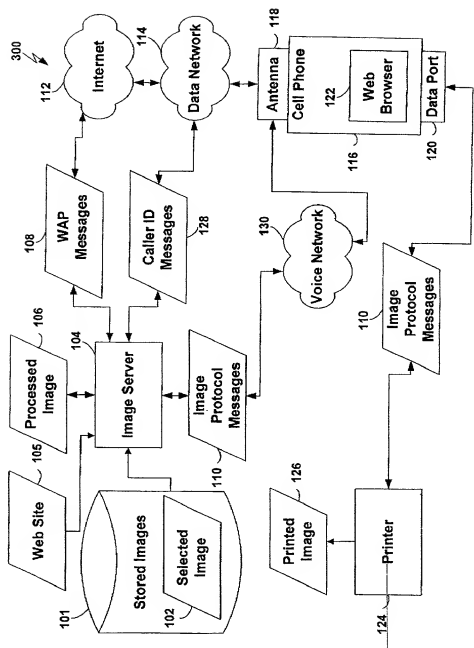 300
112
Internet
114
Data Network
118
Antenna
Cell Phone
122
Web
Browser
116
Data Port
120
108
WAP
Messages
Caller ID
Messages
128
130
Voice Network
106
Processed
Image
104
Image Server
Image
Protocol
Messages
110
110
Image
Protocol
Messages
105
Web Site
101
Stored Images
102
Selected
Image
126
Printed
Image
Printer
124